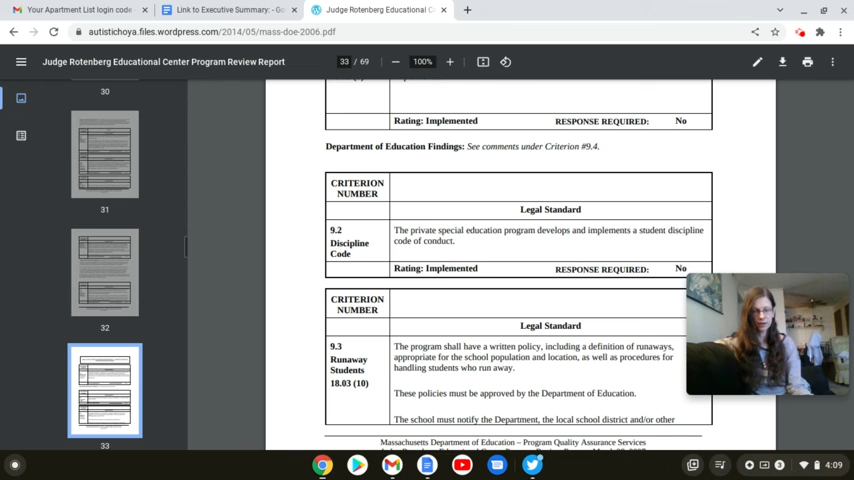 Your Apartment List login code -
Link to Executive Summary: - Go
Judge Rotenberg Educational C
autistichoya.files.wordpress.com/2014/05/mass-doe-2006.pdf
Judge Rotenberg Educational Center Program Review Report
33 / 69
100%
30
31
32
33
Rating: Implemented RESPONSE REQUIRED: No
Department of Education Findings: See comments under Criterion #9.4.
CRITERION
NUMBER
Legal Standard
9.2
Discipline
Code
The private special education program develops and implements a student discipline
code of conduct.
Rating: Implemented RESPONSE REQUIRED: No
CRITERION
NUMBER
Legal Standard
9.3
Runaway
Students
18.03 (10)
The program shall have a written policy, including a definition of runaways,
appropriate for the school population and location, as well as procedures for
handling students who run away.
These policies must be approved by the Department of Education.
The school must notify the Department, the local school district and/or other
Massachusetts Department of Education – Program Quality Assurance Services
3
4:09